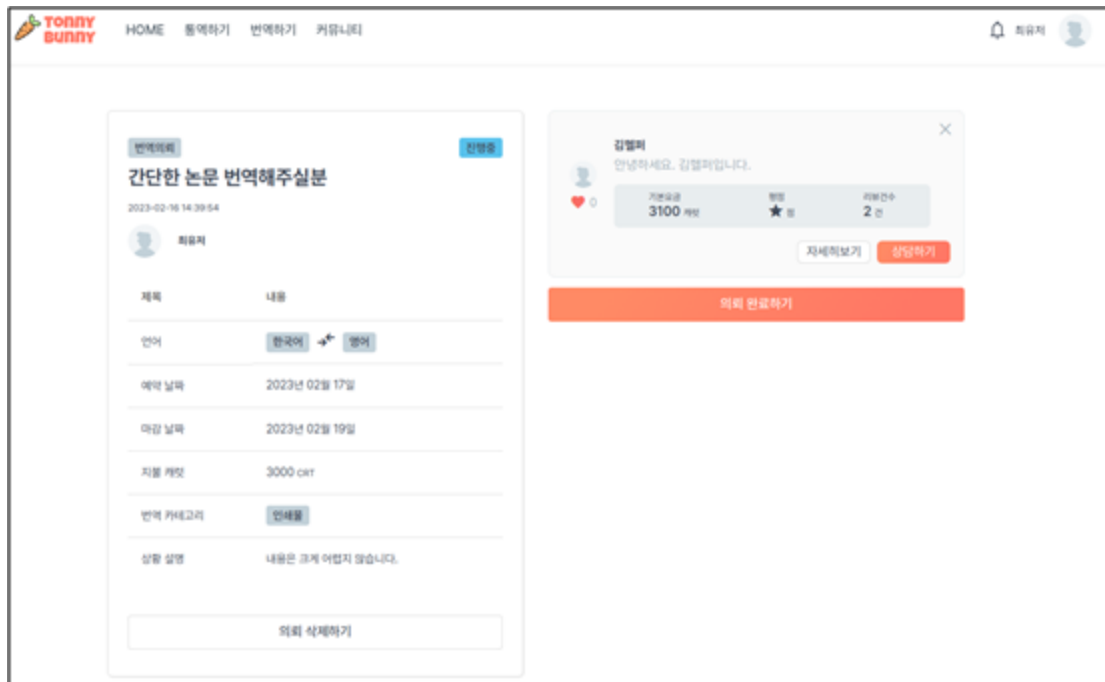 TONNY
BUNNY
HOME 통역하기 번역하기 커뮤니티
최유저
번역의뢰
진행중
간단한 논문 번역해주실분
2023-02-16 14:39:54
최유저
제목 내용
언어 한국어 영어
예약 날짜 2023년 02월 17일
마감 날짜 2023년 02월 19일
지불 캐럿 3000 CRT
번역 카테고리 인쇄물
상황 설명 내용은 크게 어렵지 않습니다.
의뢰 삭제하기
김헬퍼
안녕하세요. 김헬퍼입니다.
0
기본요금 평점 리뷰건수
3100 캐럿 ★ 점 2 건
자세히보기 상담하기
의뢰 완료하기